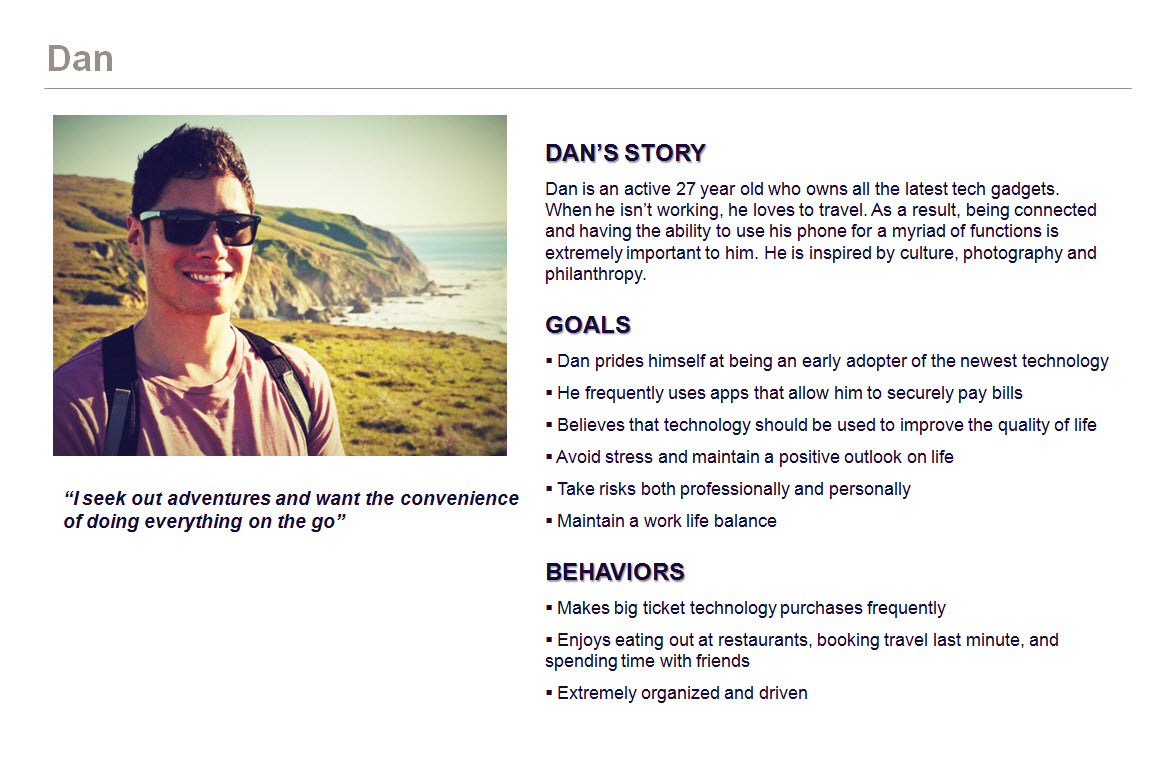 Dan
DAN’S STORY
Dan is an active 27 year old who owns all the latest tech gadgets.
When he isn’t working, he loves to travel. As a result, being connected
and having the ability to use his phone for a myriad of functions is
extremely important to him. He is inspired by culture, photography and
philanthropy.
GOALS
▪ Dan prides himself at being an early adopter of the newest technology
▪ He frequently uses apps that allow him to securely pay bills
▪ Believes that technology should be used to improve the quality of life
▪ Avoid stress and maintain a positive outlook on life
▪ Take risks both professionally and personally
▪ Maintain a work life balance
BEHAVIORS
▪ Makes big ticket technology purchases frequently
▪ Enjoys eating out at restaurants, booking travel last minute, and
spending time with friends
▪ Extremely organized and driven
“I seek out adventures and want the convenience
of doing everything on the go”